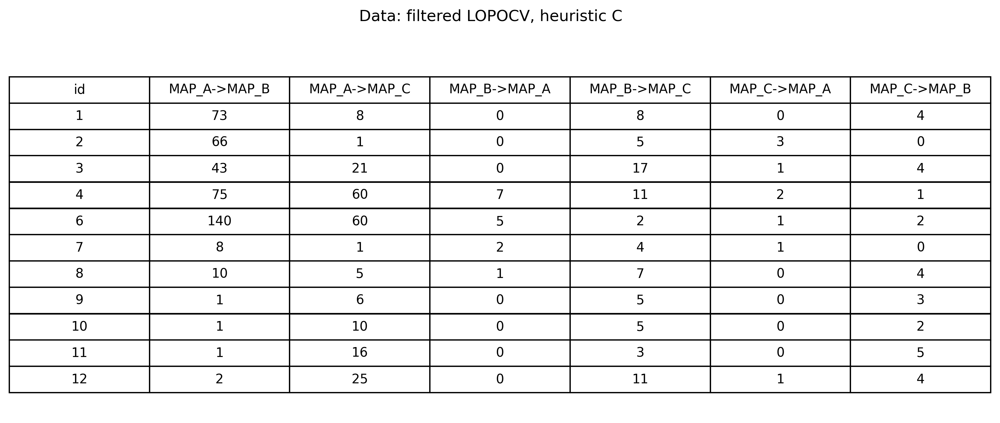 Data: filtered LOPOCV, heuristic C
id MAP_A->MAP_B MAP_A->MAP_C MAP_B->MAP_A MAP_B->MAP_C MAP_C->MAP_A MAP_C->MAP_B
1 73 8 0 8 0 4
2 66 1 0 5 3 0
3 43 21 0 17 1 4
4 75 60 7 11 2 1
6 140 60 5 2 1 2
7 8 1 2 4 1 0
8 10 5 1 7 0 4
9 1 6 0 5 0 3
10 1 10 0 5 0 2
11 1 16 0 3 0 5
12 2 25 0 11 1 4